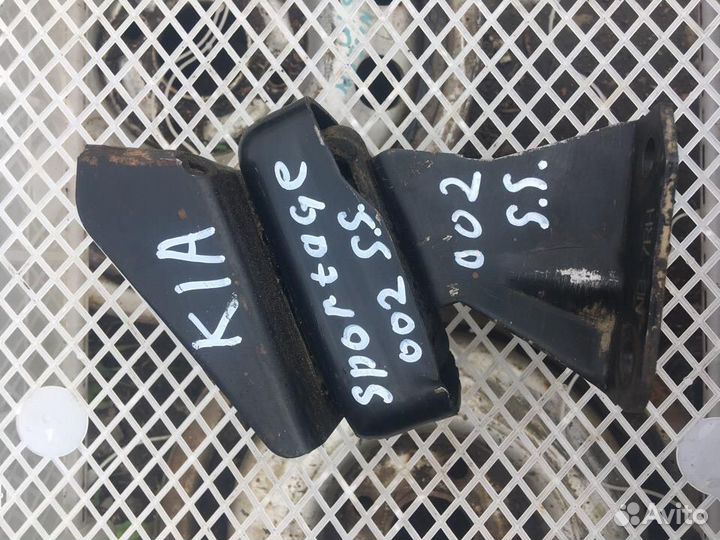 KIA
sportage
002 S.S.
002
S.S.
Avito